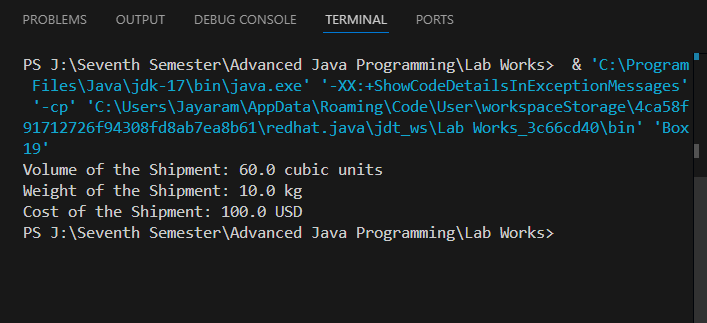 PROBLEMS OUTPUT DEBUG CONSOLE TERMINAL PORTS
PS J:\Seventh Semester\Advanced Java Programming\Lab Works>  & 'C:\Program
 Files\Java\jdk-17\bin\java.exe' '-XX:+ShowCodeDetailsInExceptionMessages'
 '-cp' 'C:\Users\Jayaram\AppData\Roaming\Code\User\workspaceStorage\4ca58f
91712726f94308fd8ab7ea8b61\redhat.java\jdt_ws\Lab Works_3c66cd40\bin' 'Box
19'
Volume of the Shipment: 60.0 cubic units
Weight of the Shipment: 10.0 kg
Cost of the Shipment: 100.0 USD
PS J:\Seventh Semester\Advanced Java Programming\Lab Works>